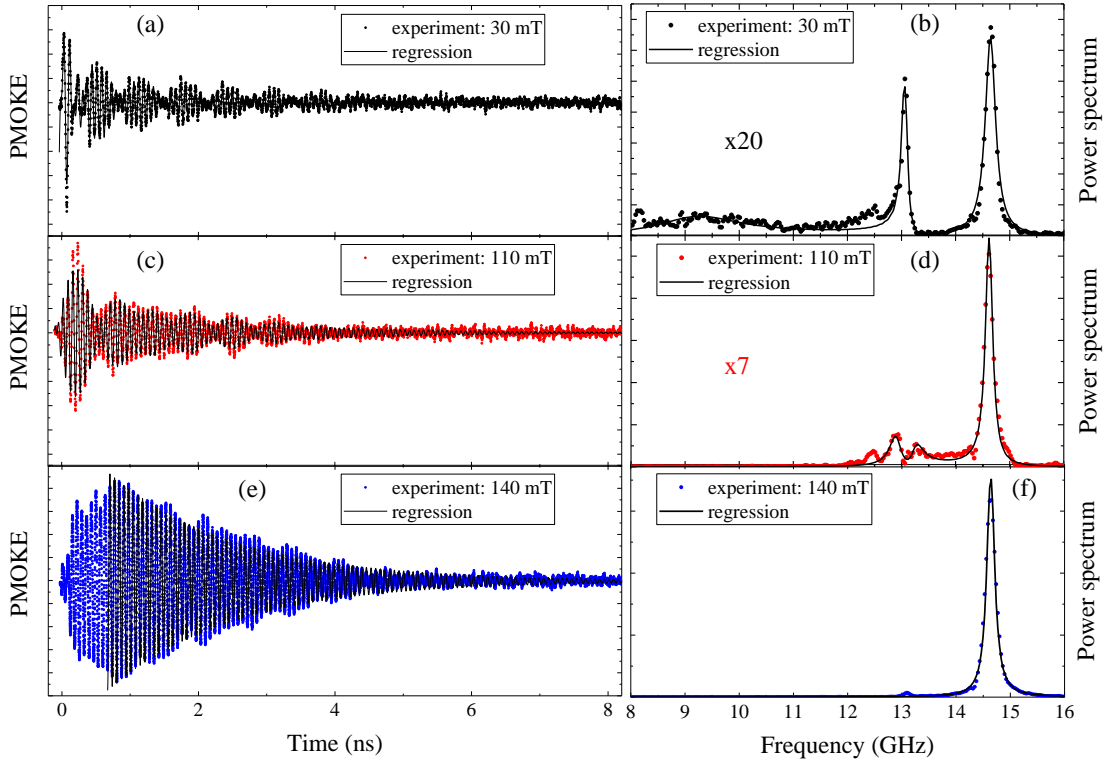 (a)
experiment: 30 mT
regression
PMOKE
(b)
experiment: 30 mT
regression
x20
Power spectrum
(c)
experiment: 110 mT
regression
PMOKE
(d)
experiment: 110 mT
regression
x7
Power spectrum
(e)
experiment: 140 mT
regression
PMOKE
0 2 4 6 8
Time (ns)
(f)
experiment: 140 mT
regression
Power spectrum
8 9 10 11 12 13 14 15 16
Frequency (GHz)